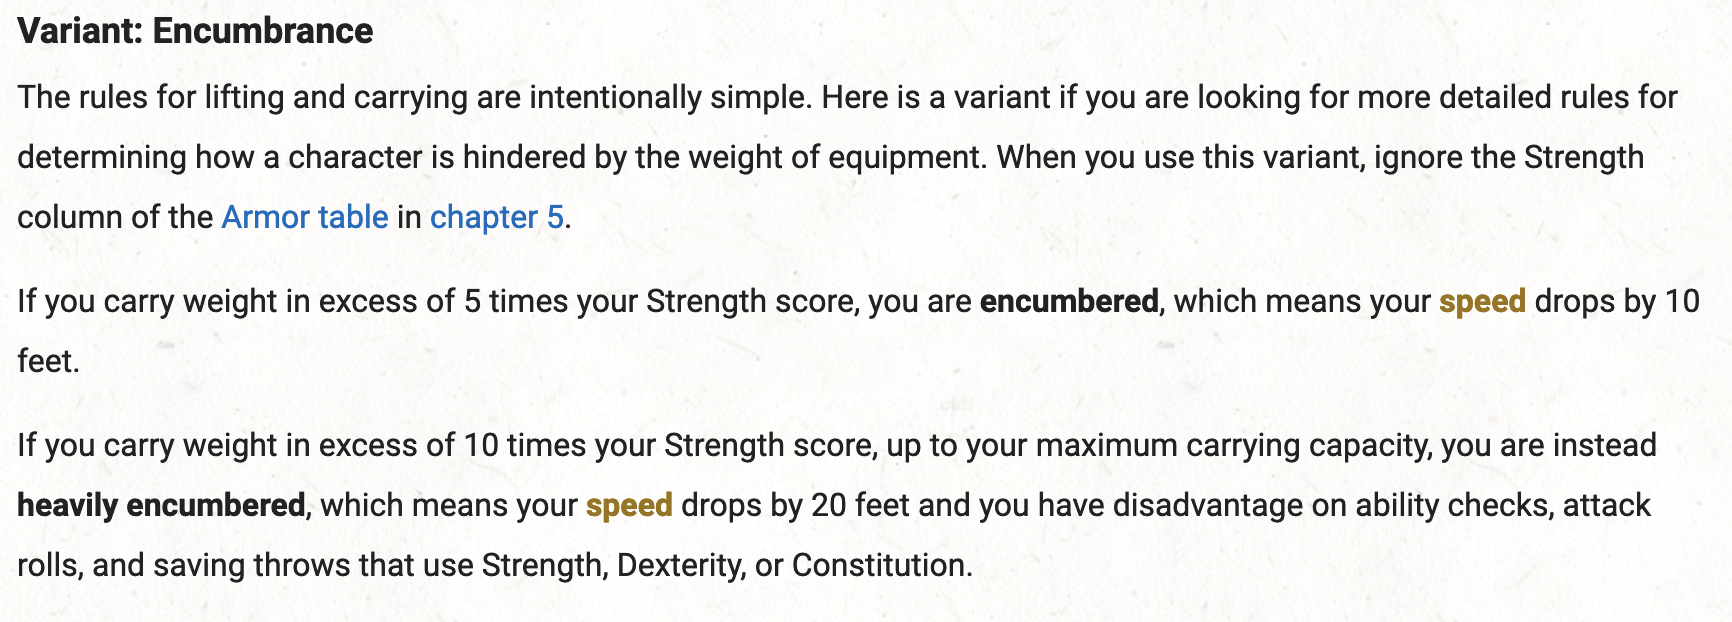 Variant: Encumbrance
The rules for lifting and carrying are intentionally simple. Here is a variant if you are looking for more detailed rules for
determining how a character is hindered by the weight of equipment. When you use this variant, ignore the Strength
column of the Armor table in chapter 5.
If you carry weight in excess of 5 times your Strength score, you are encumbered, which means your speed drops by 10
feet.
If you carry weight in excess of 10 times your Strength score, up to your maximum carrying capacity, you are instead
heavily encumbered, which means your speed drops by 20 feet and you have disadvantage on ability checks, attack
rolls, and saving throws that use Strength, Dexterity, or Constitution.